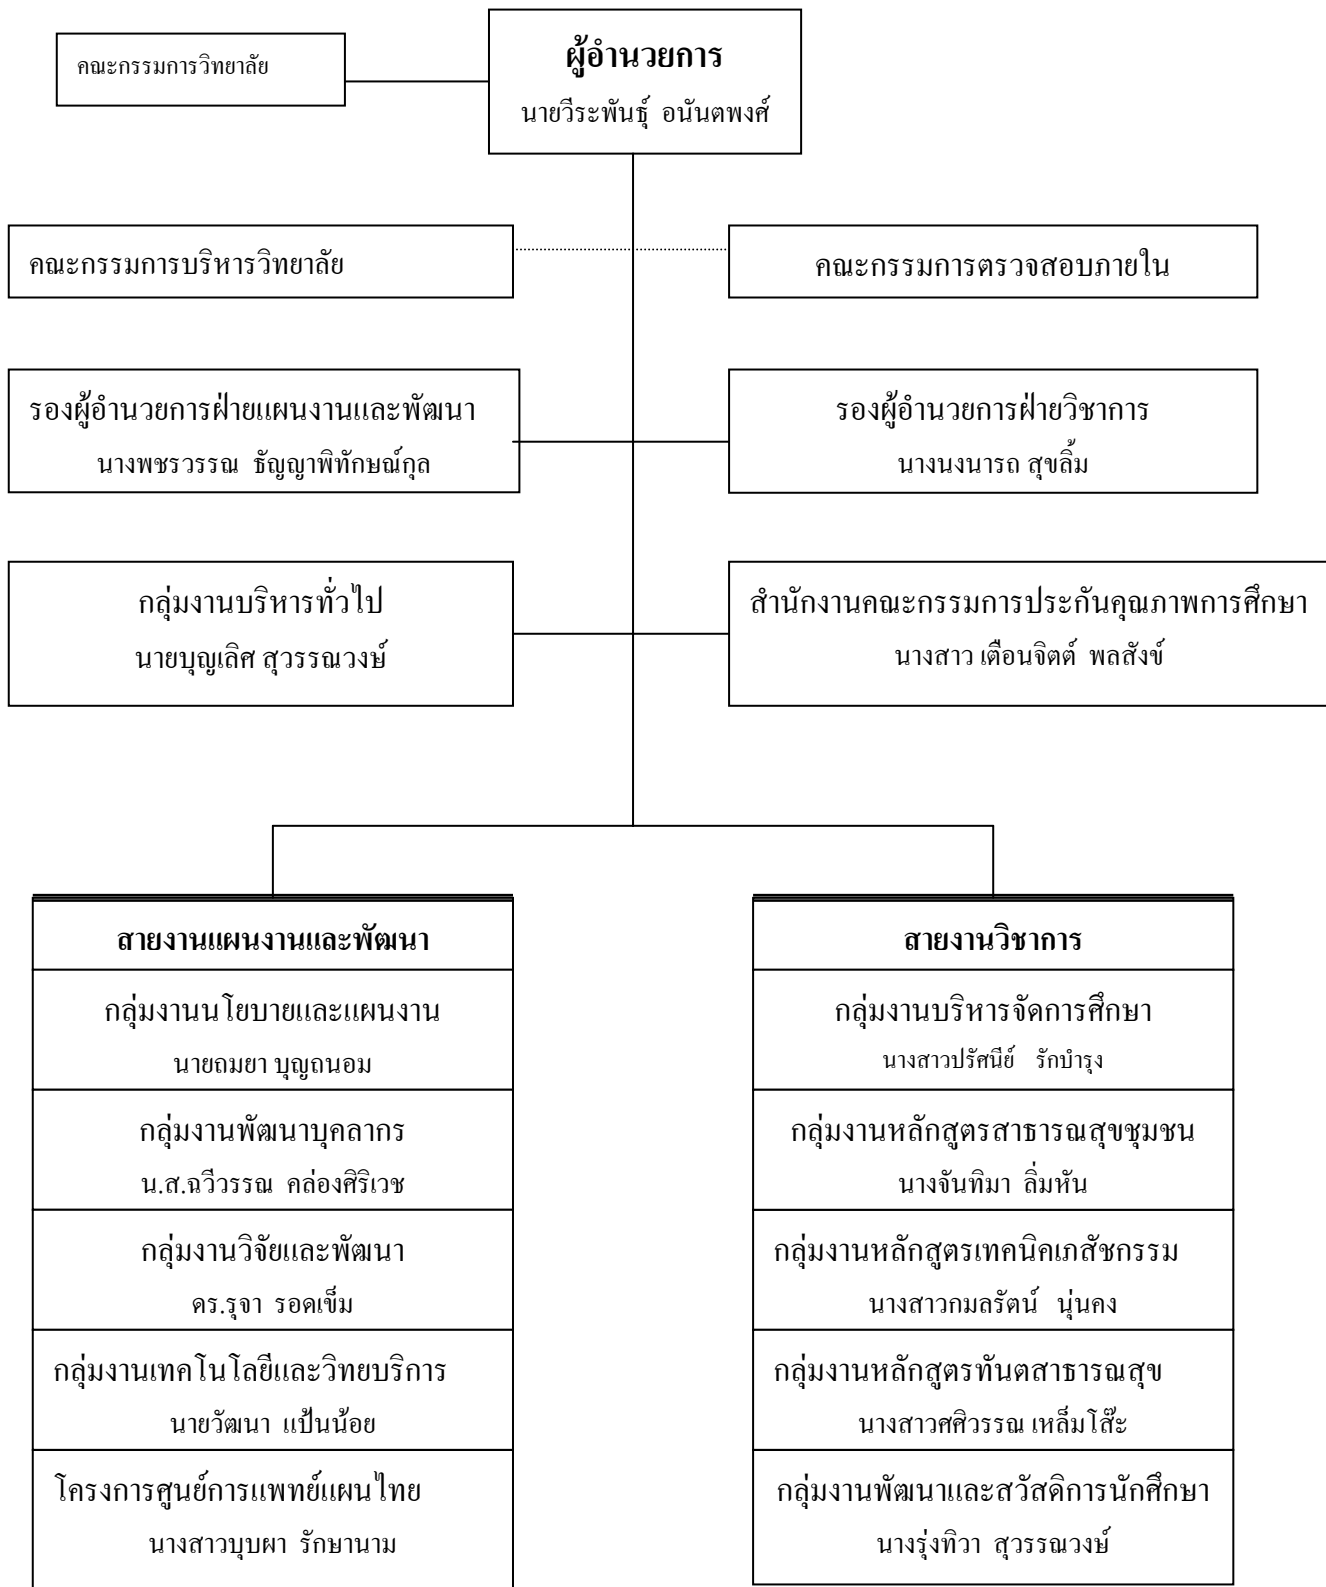 คณะกรรมการวิทยาลัย
ผู้อำนวยการ
นายวีระพันธุ์ อนันตพงศ์
คณะกรรมการบริหารวิทยาลัย
คณะกรรมการตรวจสอบภายใน
รองผู้อำนวยการฝ่ายแผนงานและพัฒนา
นางพชรวรรณ ธัญญาพิทักษณ์กุล
รองผู้อำนวยการฝ่ายวิชาการ
นางนงนารถ สุขลิ้ม
กลุ่มงานบริหารทั่วไป
นายบุญเลิศ สุวรรณวงษ์
สำนักงานคณะกรรมการประกันคุณภาพการศึกษา
นางสาว เตือนจิตต์ พลสังข์
สายงานแผนงานและพัฒนา
กลุ่มงานนโยบายและแผนงาน
นายถมยา บุญถนอม
กลุ่มงานพัฒนาบุคลากร
น.ส.ฉวีวรรณ คล่องศิริเวช
กลุ่มงานวิจัยและพัฒนา
ดร.รุจา รอดเข็ม
กลุ่มงานเทคโนโลยีและวิทยบริการ
นายวัฒนา แป้นน้อย
โครงการศูนย์การแพทย์แผนไทย
นางสาวบุบผา รักษานาม
สายงานวิชาการ
กลุ่มงานบริหารจัดการศึกษา
นางสาวปรัศนีย์ รักบำรุง
กลุ่มงานหลักสูตรสาธารณสุขชุมชน
นางจันทิมา ลิ่มหัน
กลุ่มงานหลักสูตรเทคนิคเภสัชกรรม
นางสาวกมลรัตน์ นุ่นคง
กลุ่มงานหลักสูตรทันตสาธารณสุข
นางสาวศศิวรรณ เหล็มโส๊ะ
กลุ่มงานพัฒนาและสวัสดิการนักศึกษา
นางรุ่งทิวา สุวรรณวงษ์